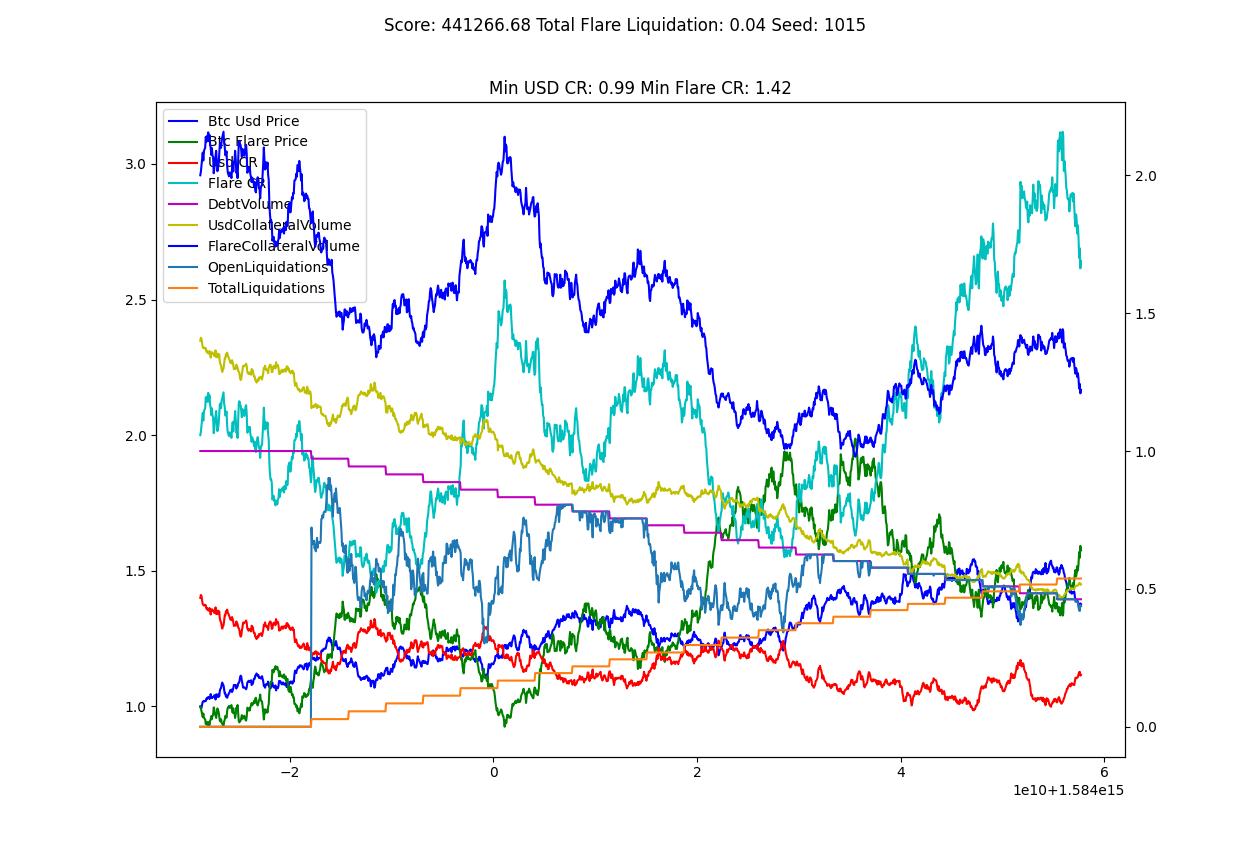 Score: 441266.68 Total Flare Liquidation: 0.04 Seed: 1015
Min USD CR: 0.99 Min Flare CR: 1.42
Btc Usd Price
Btc Flare Price
Usd CR
Flare CR
DebtVolume
UsdCollateralVolume
FlareCollateralVolume
OpenLiquidations
TotalLiquidations
3.0
2.5
2.0
1.5
1.0
2.0
1.5
1.0
0.5
0.0
−2 0 2 4 6
1e10+1.584e15